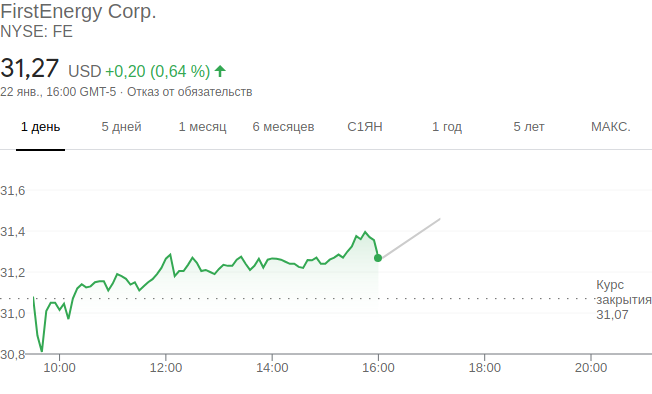 FirstEnergy Corp.
NYSE: FE
31,27 USD +0,20 (0,64 %)
22 янв., 16:00 GMT-5 · Отказ от обязательств
1 день 5 дней 1 месяц 6 месяцев С1ЯН 1 год 5 лет МАКС.
31,6
31,4
31,2
Курс
закрытия
31,0
31,07
30,8
10:00 12:00 14:00 16:00 18:00 20:00